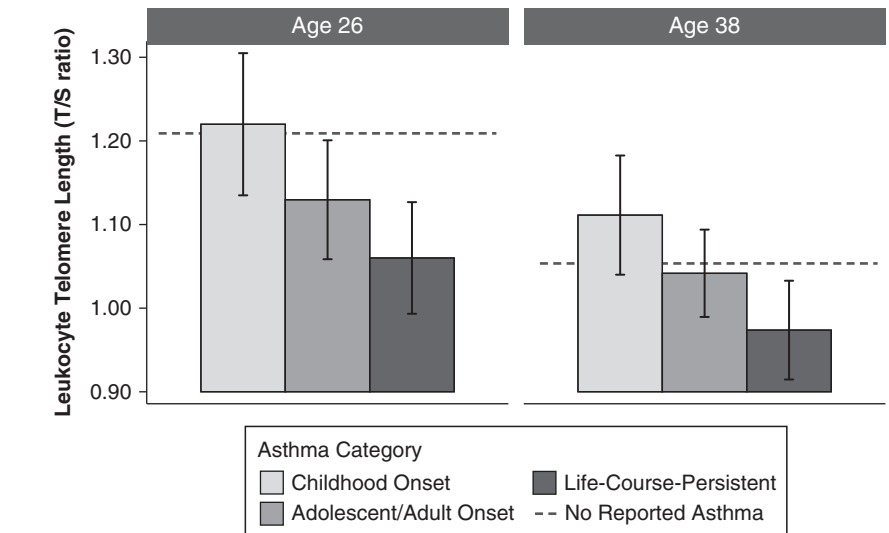 Age 26
Age 38
Leukocyte Telomere Length (T/S ratio)
1.30
1.20
1.10
1.00
0.90
Asthma Category
Childhood Onset
Life-Course-Persistent
Adolescent/Adult Onset
No Reported Asthma